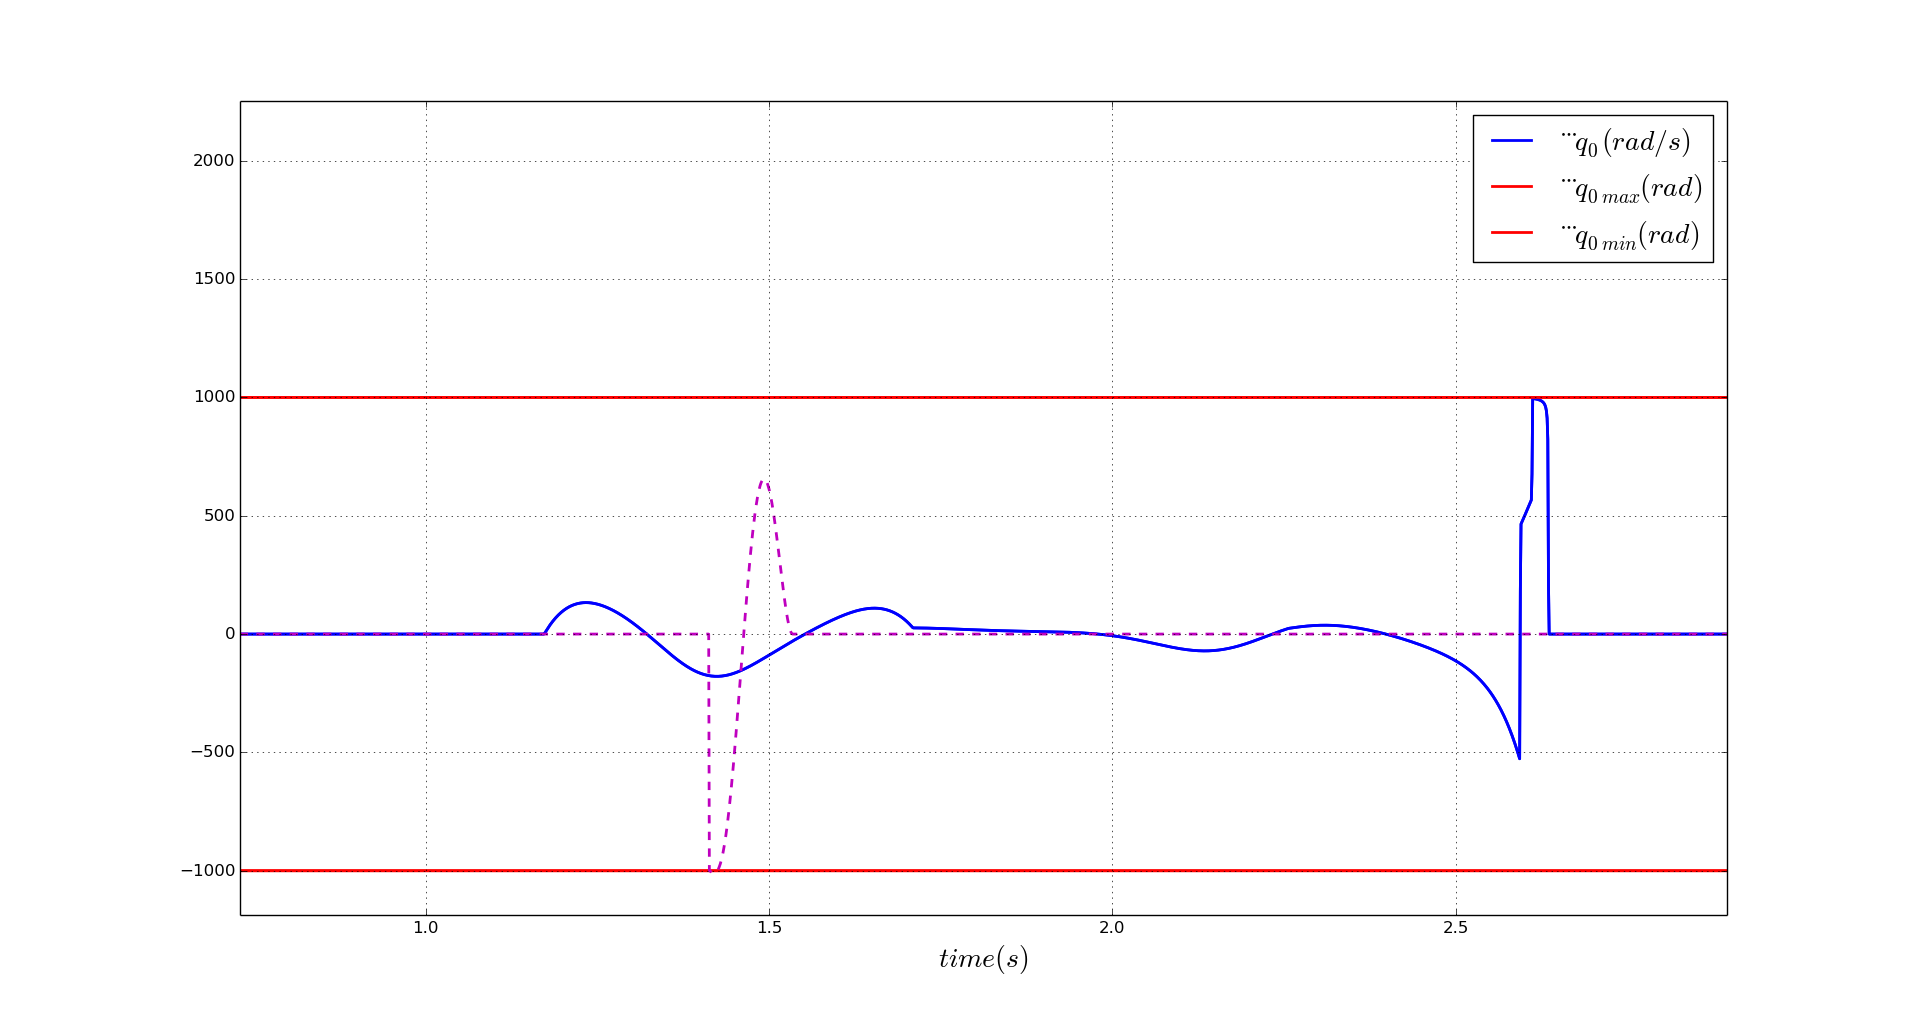 2000
1500
1000
500
0
−500
−1000
1.0 1.5 2.0 2.5
time(s)
q⃛₀(rad/s)
q⃛₀ ₘₐₓ(rad)
q⃛₀ ₘᵢₙ(rad)